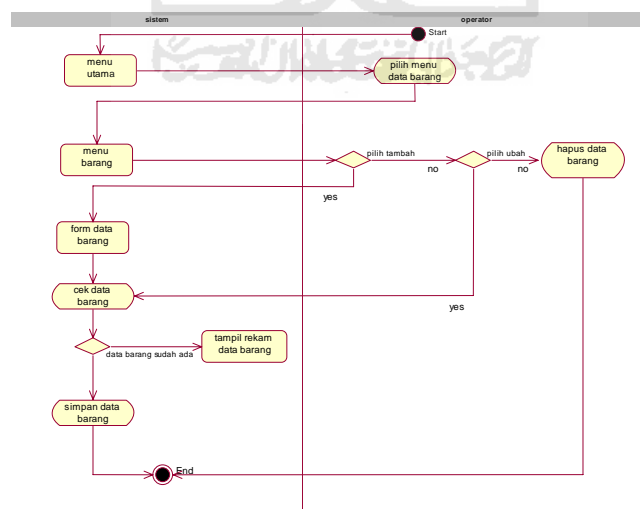 sistem
operator
Start
menu
utama
pilih menu
data barang
menu
barang
pilih tambah
no
pilih ubah
no
hapus data
barang
yes
form data
barang
cek data
barang
yes
data barang sudah ada
tampil rekam
data barang
simpan data
barang
End